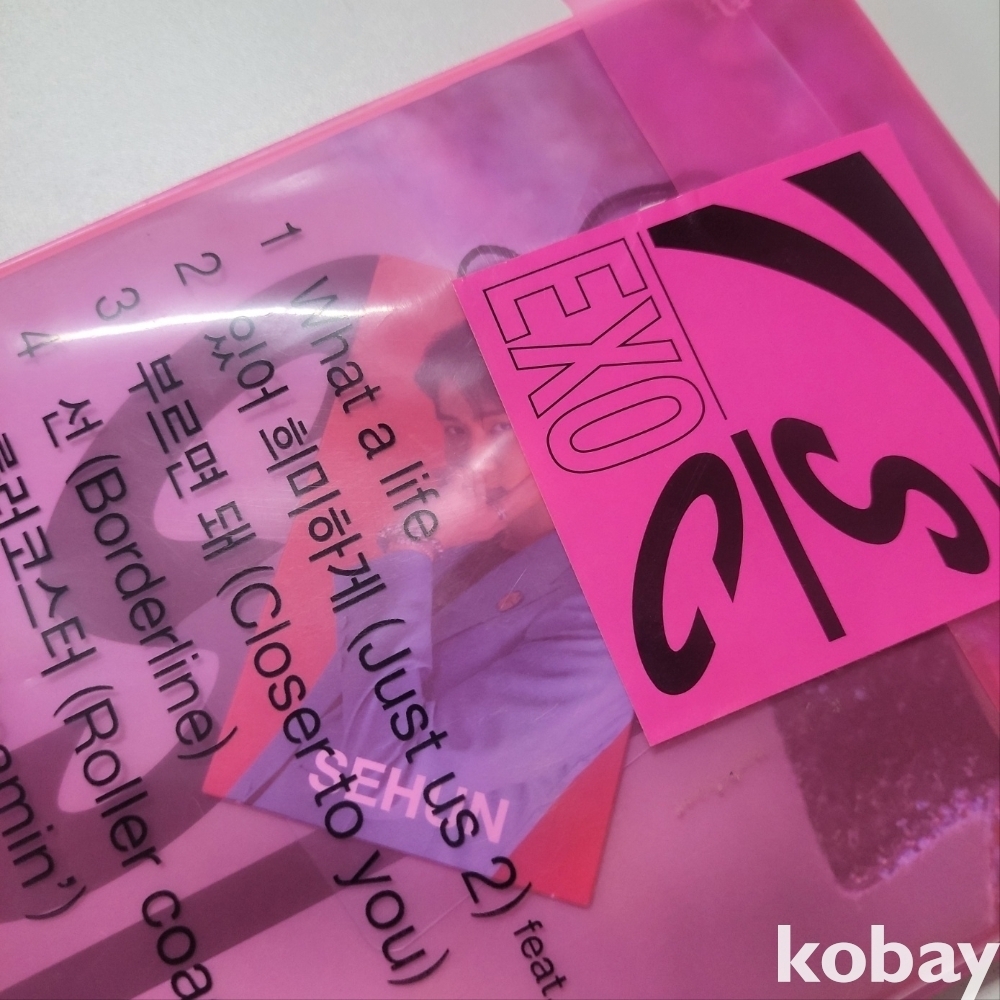 1 What a life
2 있어 희미하게 (Just us 2) feat.
3 부르면 돼 (Closer to you)
4 선 (Borderline)
롤러코스터 (Roller coa
amin')
SEHUN
EXO
S/C
kobay